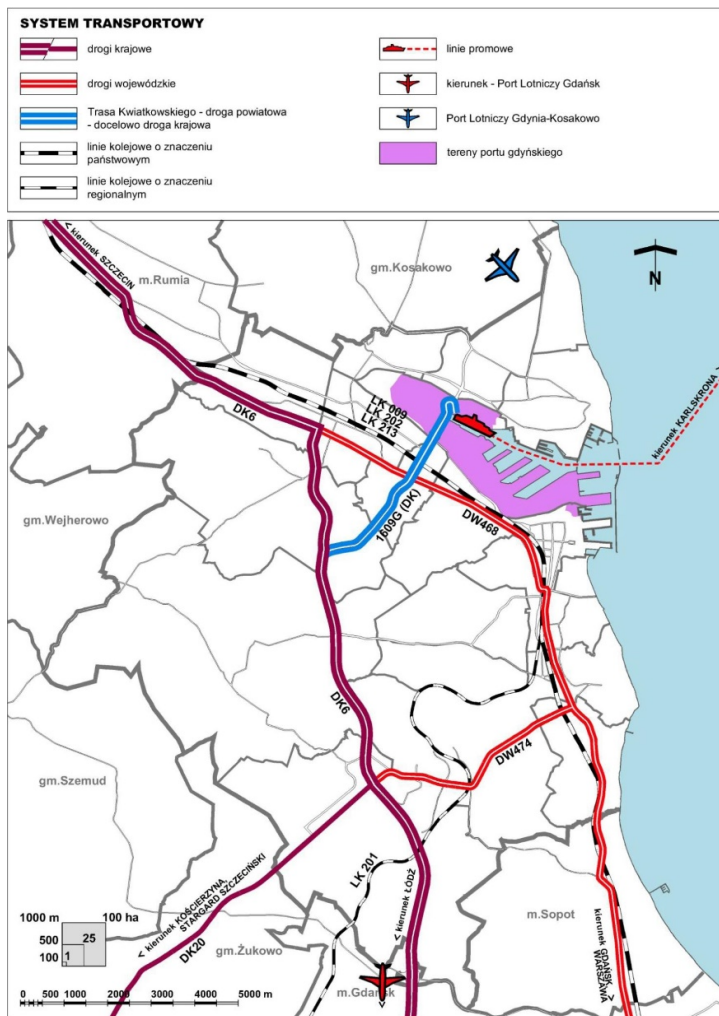 SYSTEM TRANSPORTOWY
drogi krajowe
drogi wojewódzkie
Trasa Kwiatkowskiego - droga powiatowa
- docelowo droga krajowa
linie kolejowe o znaczeniu
państwowym
linie kolejowe o znaczeniu
regionalnym
linie promowe
kierunek - Port Lotniczy Gdańsk
Port Lotniczy Gdynia-Kosakowo
tereny portu gdyńskiego
< kierunek SZCZECIN
m.Rumia
gm.Kosakowo
N
DK6
LK 009
LK 202
LK 213
kierunek KARLSKRONA
gm.Wejherowo
1609G (DK)
DW468
DK6
DW474
gm.Szemud
LK 201
< kierunek KOŚCIERZYNA,
STARGARD SZCZECIŃSKI
DK20
gm.Żukowo
< kierunek ŁÓDŹ
m.Sopot
kierunek GDAŃSK,
WARSZAWA >
m.Gdańsk
1000 m
100 ha
500
25
100
1
0
1000
2000
3000
4000
5000 m